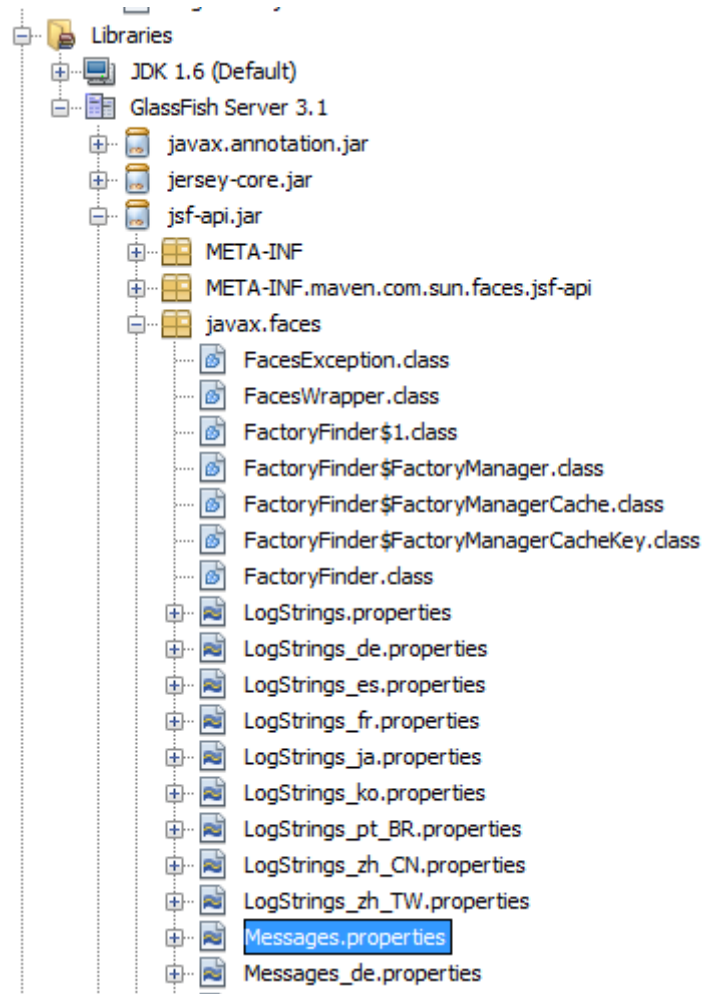 Libraries
JDK 1.6 (Default)
GlassFish Server 3.1
javax.annotation.jar
jersey-core.jar
jsf-api.jar
META-INF
META-INF.maven.com.sun.faces.jsf-api
javax.faces
FacesException.class
FacesWrapper.class
FactoryFinder$1.class
FactoryFinder$FactoryManager.class
FactoryFinder$FactoryManagerCache.class
FactoryFinder$FactoryManagerCacheKey.class
FactoryFinder.class
LogStrings.properties
LogStrings_de.properties
LogStrings_es.properties
LogStrings_fr.properties
LogStrings_ja.properties
LogStrings_ko.properties
LogStrings_pt_BR.properties
LogStrings_zh_CN.properties
LogStrings_zh_TW.properties
Messages.properties
Messages_de.properties